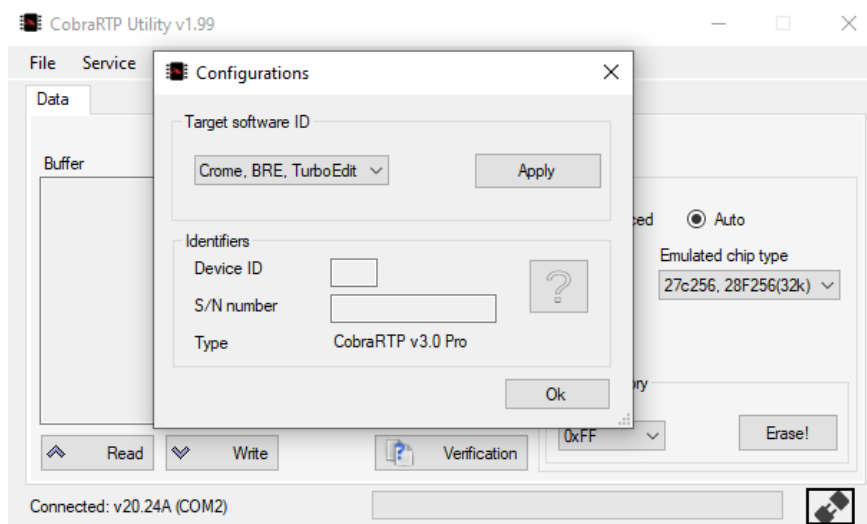 CobraRTP Utility v1.99
File Service
Configurations
Data
Target software ID
Crome, BRE, TurboEdit
Apply
Buffer
Auto
Identifiers
Device ID
Emulated chip type
27c256, 28F256(32k)
S/N number
Type CobraRTP v3.0 Pro
Ok
0xFF
Erase!
Read Write Verification
Connected: v20.24A (COM2)